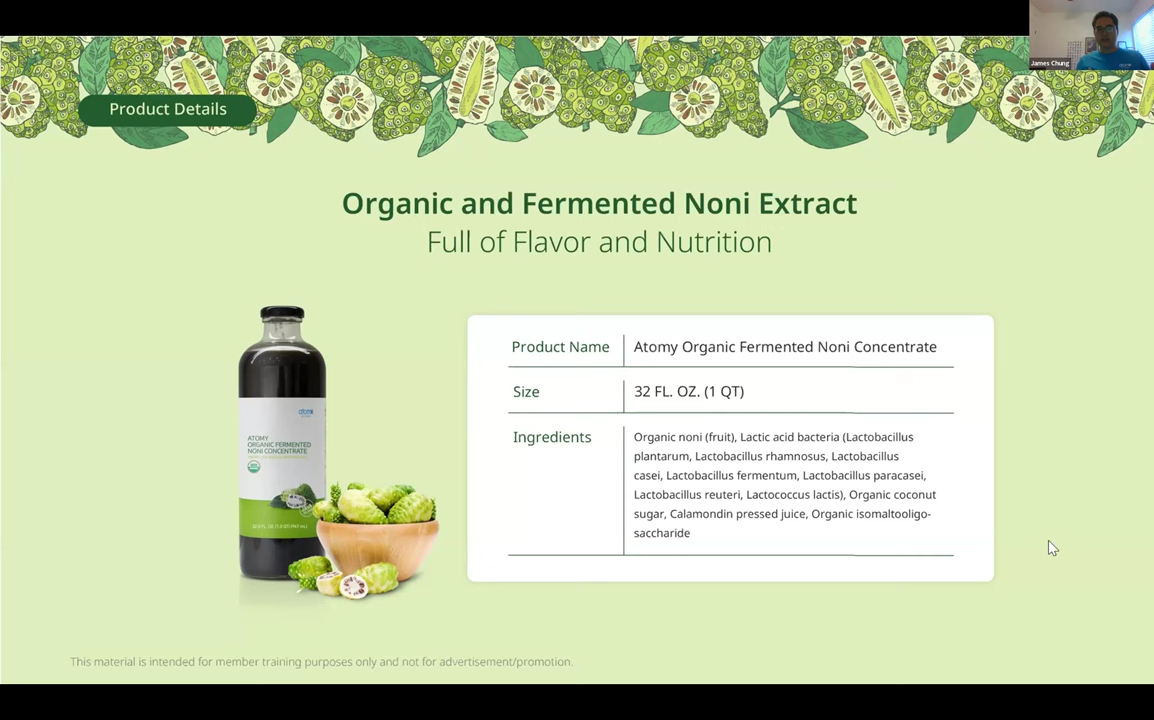 James Chung
Product Details
Organic and Fermented Noni Extract
Full of Flavor and Nutrition
atomi
ATOMY
ORGANIC FERMENTED
NONI CONCENTRATE
Product Name
Atomy Organic Fermented Noni Concentrate
Size
32 FL. OZ. (1 QT)
Ingredients
Organic noni (fruit), Lactic acid bacteria (Lactobacillus
plantarum, Lactobacillus rhamnosus, Lactobacillus
casei, Lactobacillus fermentum, Lactobacillus paracasei,
Lactobacillus reuteri, Lactococcus lactis), Organic coconut
sugar, Calamondin pressed juice, Organic isomaltooligo-
saccharide
This material is intended for member training purposes only and not for advertisement/promotion.